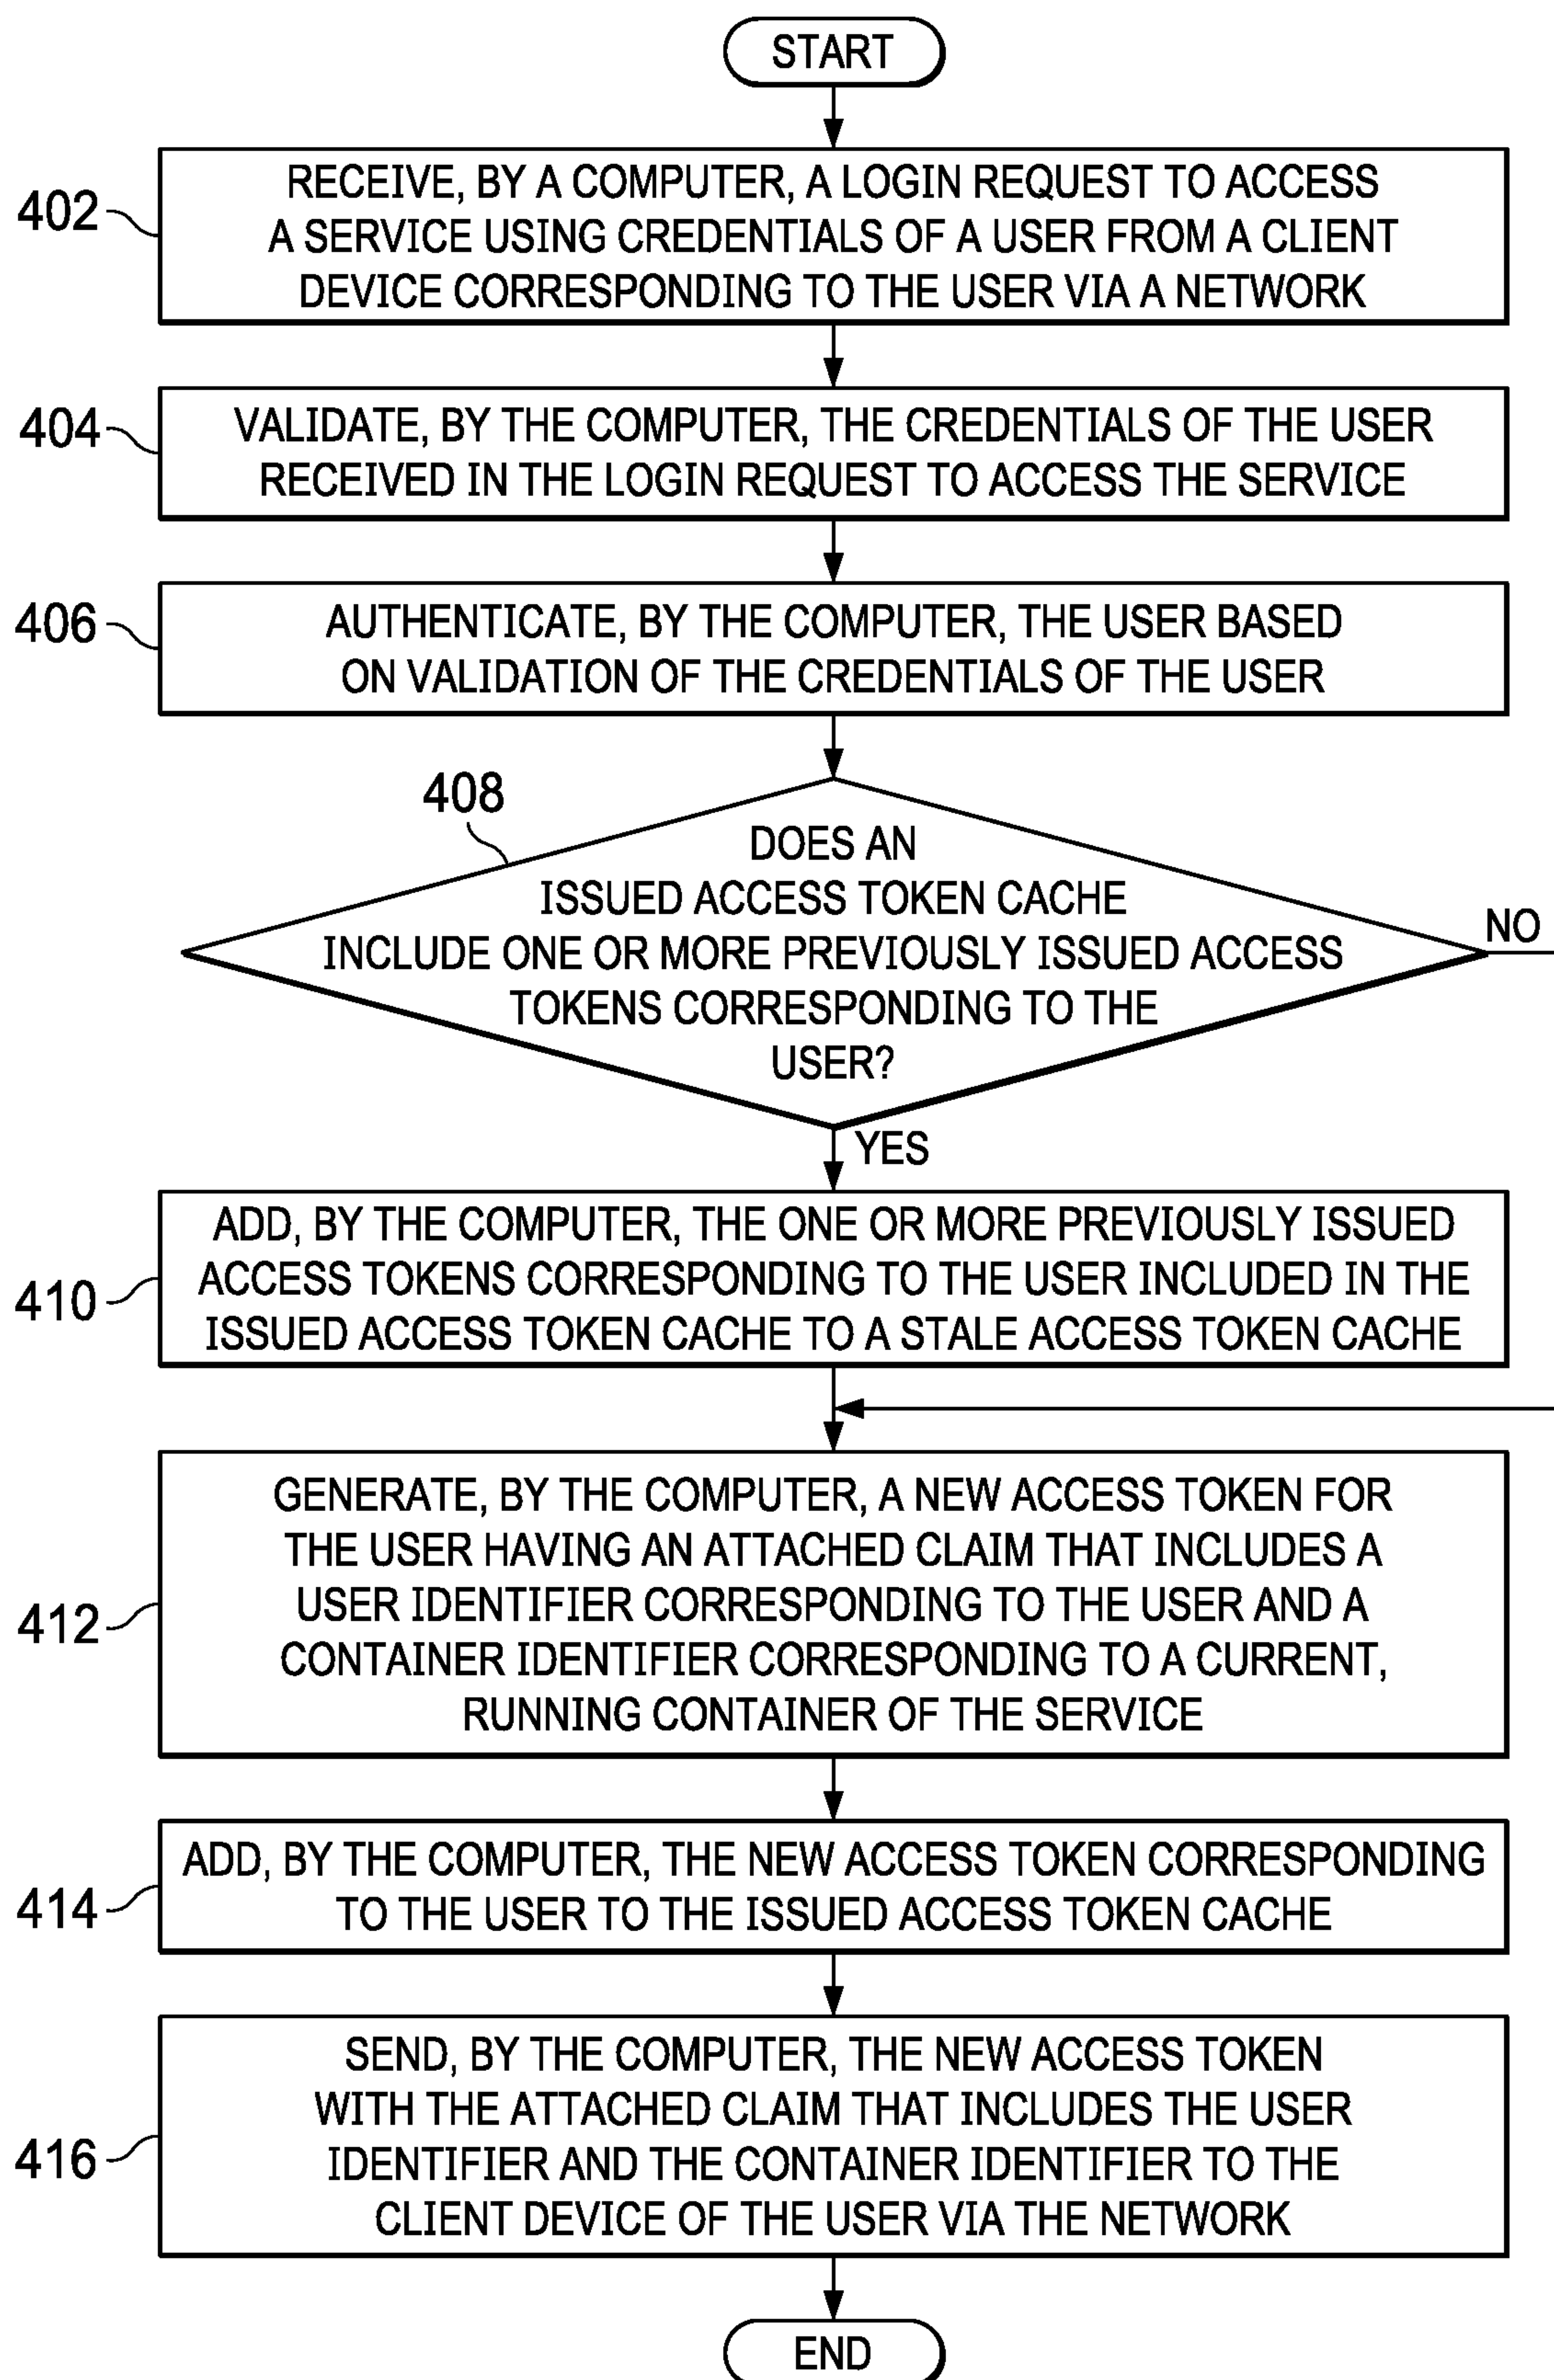 START
402
RECEIVE, BY A COMPUTER, A LOGIN REQUEST TO ACCESS
A SERVICE USING CREDENTIALS OF A USER FROM A CLIENT
DEVICE CORRESPONDING TO THE USER VIA A NETWORK
404
VALIDATE, BY THE COMPUTER, THE CREDENTIALS OF THE USER
RECEIVED IN THE LOGIN REQUEST TO ACCESS THE SERVICE
406
AUTHENTICATE, BY THE COMPUTER, THE USER BASED
ON VALIDATION OF THE CREDENTIALS OF THE USER
408
DOES AN
ISSUED ACCESS TOKEN CACHE
INCLUDE ONE OR MORE PREVIOUSLY ISSUED ACCESS
TOKENS CORRESPONDING TO THE
USER?
NO
YES
410
ADD, BY THE COMPUTER, THE ONE OR MORE PREVIOUSLY ISSUED
ACCESS TOKENS CORRESPONDING TO THE USER INCLUDED IN THE
ISSUED ACCESS TOKEN CACHE TO A STALE ACCESS TOKEN CACHE
412
GENERATE, BY THE COMPUTER, A NEW ACCESS TOKEN FOR
THE USER HAVING AN ATTACHED CLAIM THAT INCLUDES A
USER IDENTIFIER CORRESPONDING TO THE USER AND A
CONTAINER IDENTIFIER CORRESPONDING TO A CURRENT,
RUNNING CONTAINER OF THE SERVICE
414
ADD, BY THE COMPUTER, THE NEW ACCESS TOKEN CORRESPONDING
TO THE USER TO THE ISSUED ACCESS TOKEN CACHE
416
SEND, BY THE COMPUTER, THE NEW ACCESS TOKEN
WITH THE ATTACHED CLAIM THAT INCLUDES THE USER
IDENTIFIER AND THE CONTAINER IDENTIFIER TO THE
CLIENT DEVICE OF THE USER VIA THE NETWORK
END